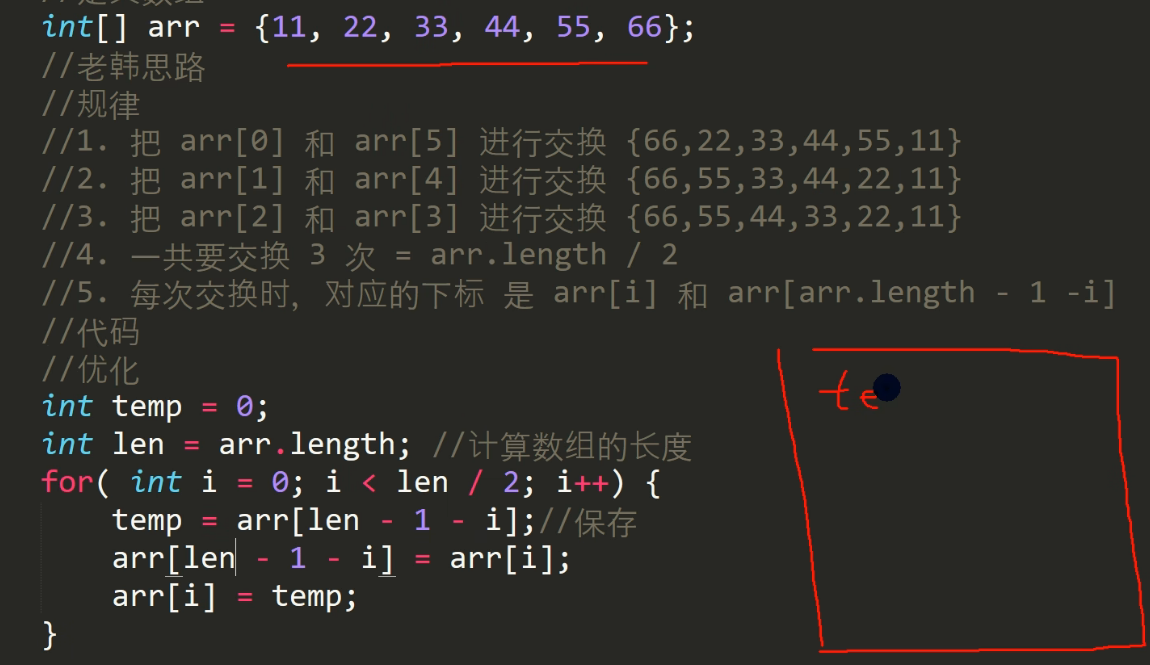 int[] arr = {11, 22, 33, 44, 55, 66};
//老韩思路
//规律
//1. 把 arr[0] 和 arr[5] 进行交换 {66,22,33,44,55,11}
//2. 把 arr[1] 和 arr[4] 进行交换 {66,55,33,44,22,11}
//3. 把 arr[2] 和 arr[3] 进行交换 {66,55,44,33,22,11}
//4. 一共要交换 3 次 = arr.length / 2
//5. 每次交换时, 对应的下标 是 arr[i] 和 arr[arr.length - 1 -i]
//代码
//优化
int temp = 0;
int len = arr.length; //计算数组的长度
for( int i = 0; i < len / 2; i++) {
    temp = arr[len - 1 - i];//保存
    arr[len - 1 - i] = arr[i];
    arr[i] = temp;
}
te